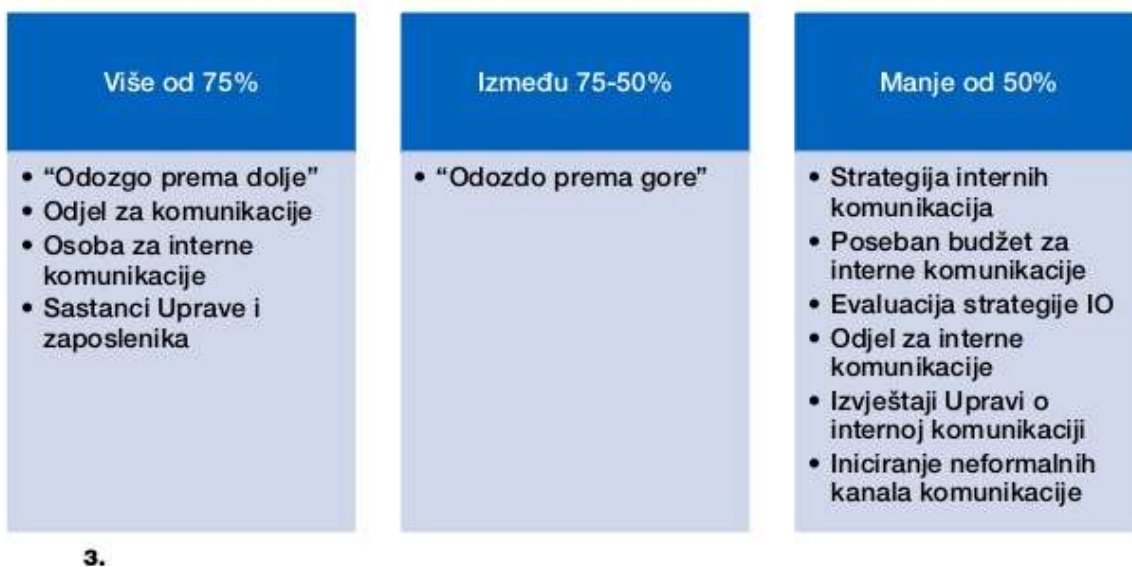 Više od 75%
• “Odozgo prema dolje”
• Odjel za komunikacije
• Osoba za interne
komunikacije
• Sastanci Uprave i
zaposlenika
Između 75-50%
• “Odozdo prema gore”
Manje od 50%
• Strategija internih
komunikacija
• Poseban budžet za
interne komunikacije
• Evaluacija strategije IO
• Odjel za interne
komunikacije
• Izvještaji Upravi o
internoj komunikaciji
• Iniciranje neformalnih
kanala komunikacije
3.